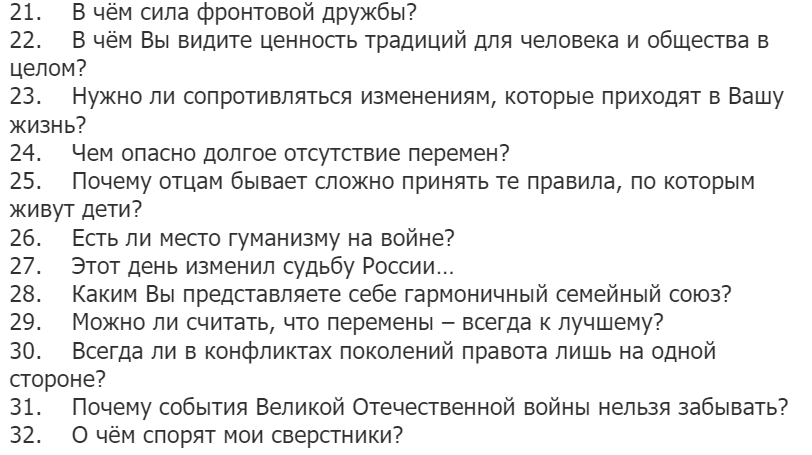 21. В чём сила фронтовой дружбы?
22. В чём Вы видите ценность традиций для человека и общества в
целом?
23. Нужно ли сопротивляться изменениям, которые приходят в Вашу
жизнь?
24. Чем опасно долгое отсутствие перемен?
25. Почему отцам бывает сложно принять те правила, по которым
живут дети?
26. Есть ли место гуманизму на войне?
27. Этот день изменил судьбу России…
28. Каким Вы представляете себе гармоничный семейный союз?
29. Можно ли считать, что перемены – всегда к лучшему?
30. Всегда ли в конфликтах поколений правота лишь на одной
стороне?
31. Почему события Великой Отечественной войны нельзя забывать?
32. О чём спорят мои сверстники?